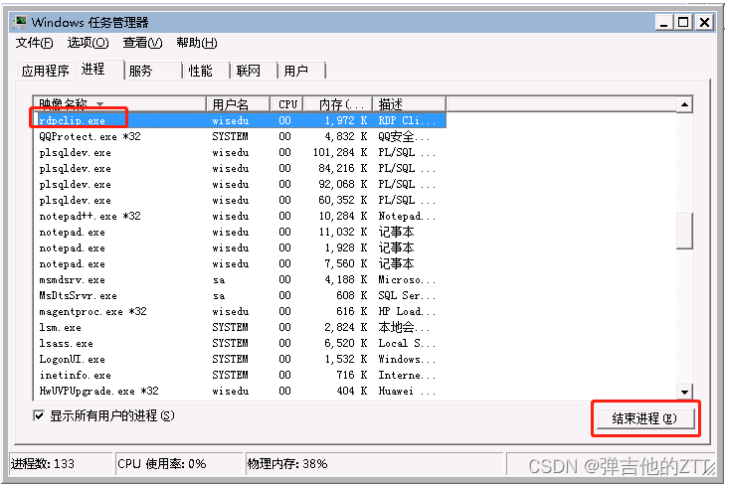 Windows 任务管理器
文件(F) 选项(O) 查看(V) 帮助(H)
应用程序 进程 服务 性能 联网 用户
映像名称 用户名 CPU 内存(... 描述
rdpclip.exe wisedu 00 1,972 K RDP Cli...
QQProtect.exe *32 SYSTEM 00 4,832 K QQ安全...
plsqldev.exe wisedu 00 101,284 K PL/SQL ...
plsqldev.exe wisedu 00 84,216 K PL/SQL ...
plsqldev.exe wisedu 00 92,068 K PL/SQL ...
plsqldev.exe wisedu 00 60,352 K PL/SQL ...
notepad++.exe *32 wisedu 00 10,284 K Notepad...
notepad.exe wisedu 00 11,032 K 记事本
notepad.exe wisedu 00 1,928 K 记事本
notepad.exe wisedu 00 7,560 K 记事本
msmdsrv.exe sa 00 4,188 K Microso...
MsDtsSrvr.exe sa 00 608 K SQL Ser...
magentproc.exe *32 wisedu 00 616 K HP Load...
lsm.exe SYSTEM 00 2,824 K 本地会...
lsass.exe SYSTEM 00 6,520 K Local S...
LogonUI.exe SYSTEM 00 1,532 K Windows...
inetinfo.exe SYSTEM 00 716 K Interne...
HwUVPUpgrade.exe *32 wisedu 00 404 K Huawei ...
显示所有用户的进程(S) 结束进程(E)
进程数: 133 CPU 使用率: 0% 物理内存: 38%
CSDN @弹吉他的ZTT